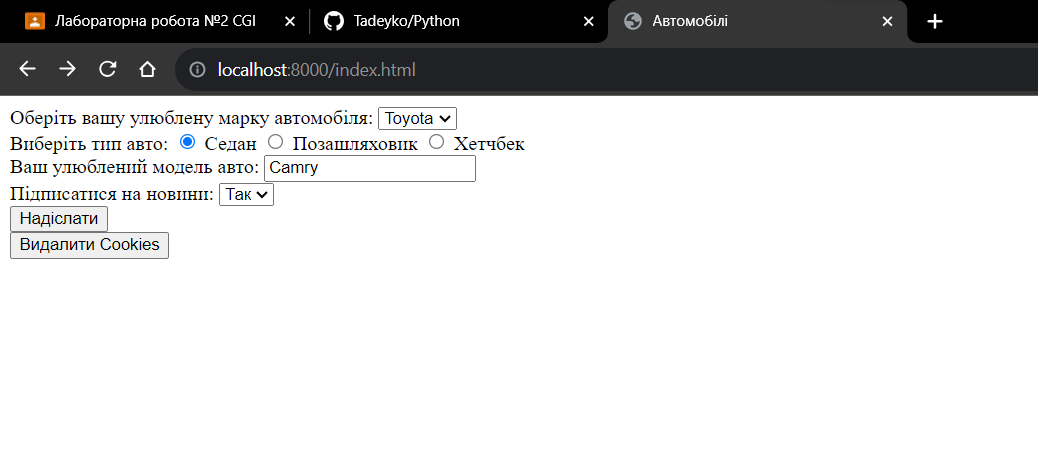 Лабораторна робота №2 CGI
Tadeyko/Python
Автомобілі
localhost:8000/index.html
Оберіть вашу улюблену марку автомобіля: Toyota
Виберіть тип авто: Седан Позашляховик Хетчбек
Ваш улюблений модель авто: Camry
Підписатися на новини: Так
Надіслати
Видалити Cookies